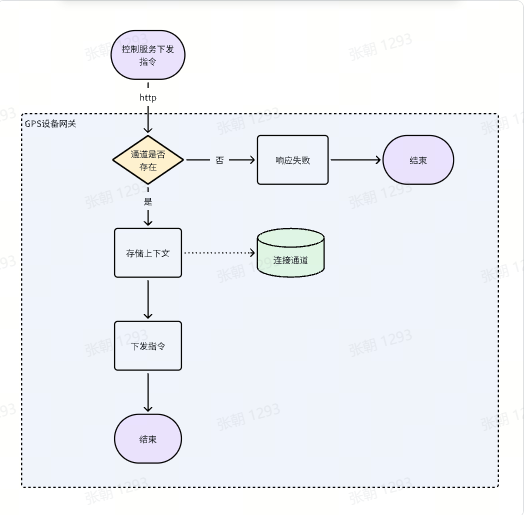 张朝 1293
张朝 1293
控制服务下发
指令
http
GPS设备网关
张朝 1293
通道是否
存在
否
响应失败
结束
张朝 1293
张朝 1293
是
存储上下文
连接通道
张朝 1293
下发指令
张朝 1293
张朝 1293
张朝 1293
结束
张朝 1293
张朝 1293